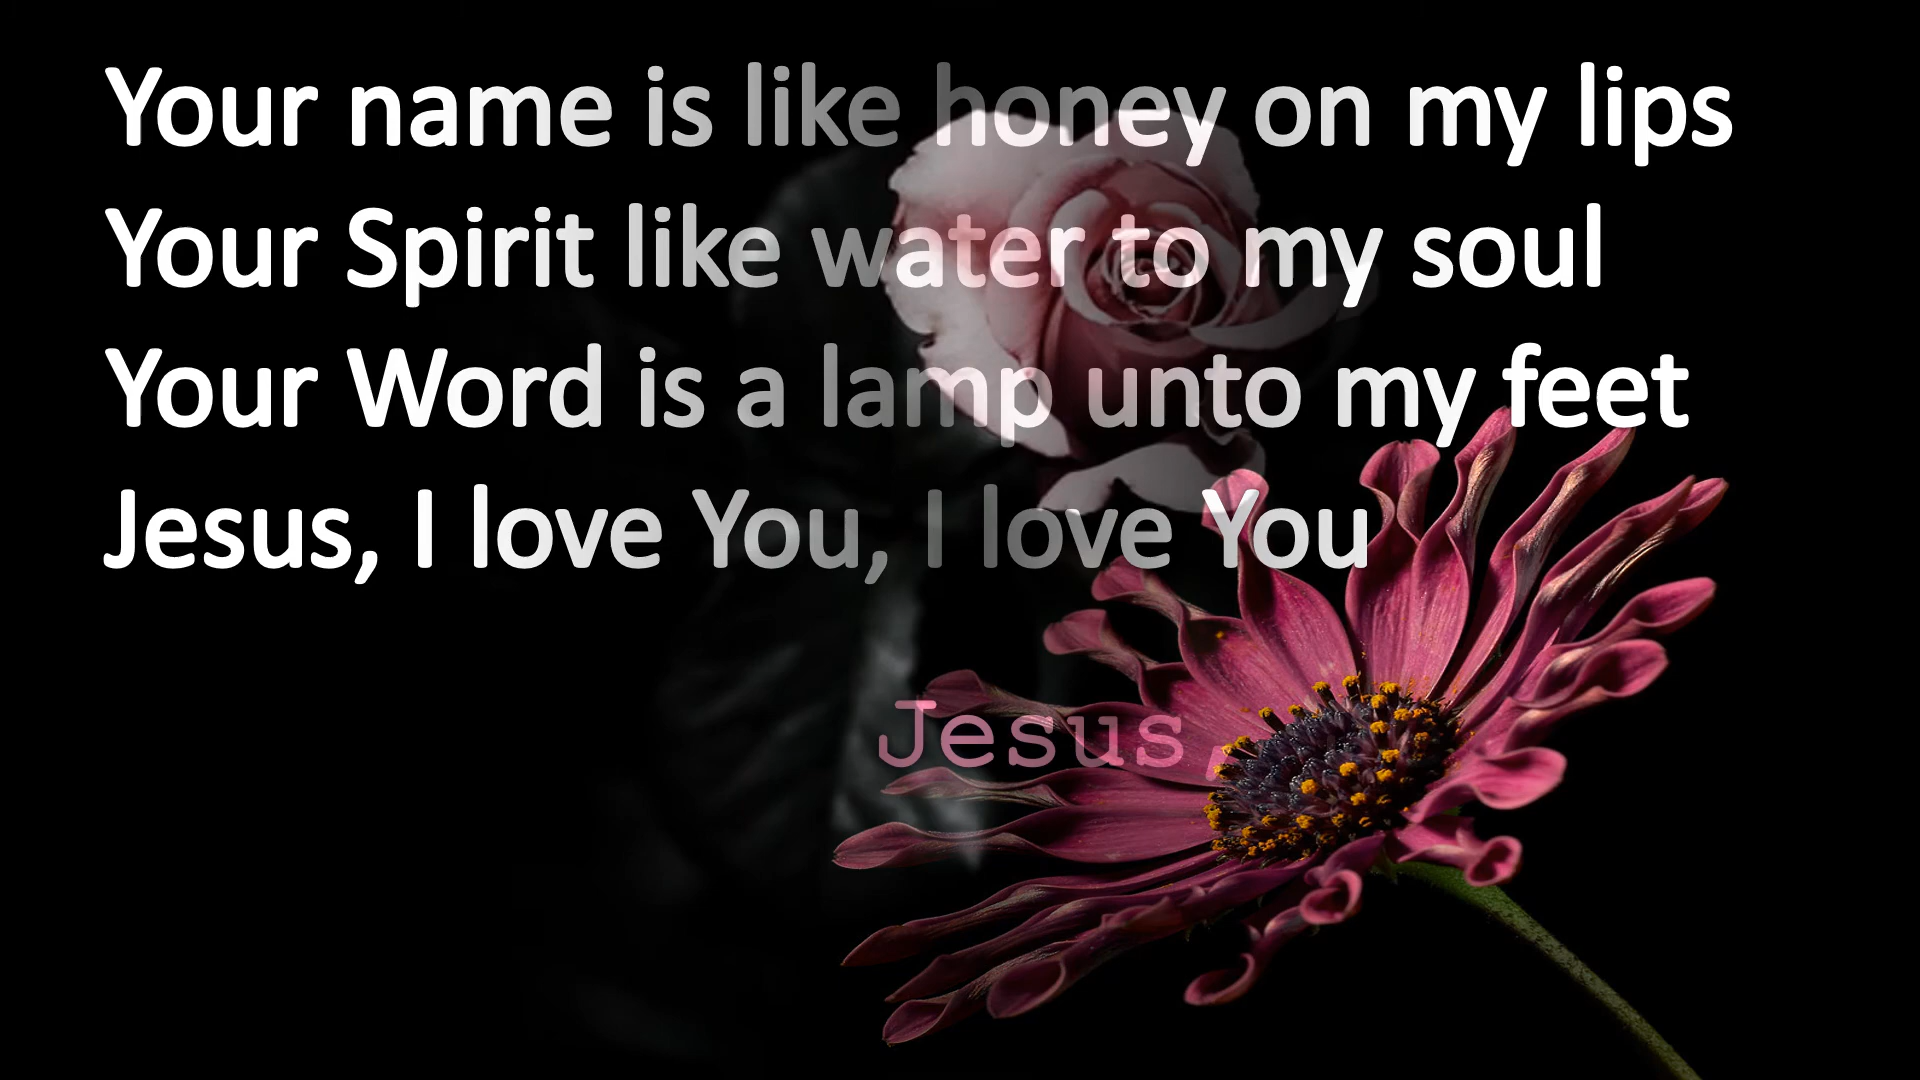 Your name is like honey on my lips
Your Spirit like water to my soul
Your Word is a lamp unto my feet
Jesus, I love You, I love You
Jesus,